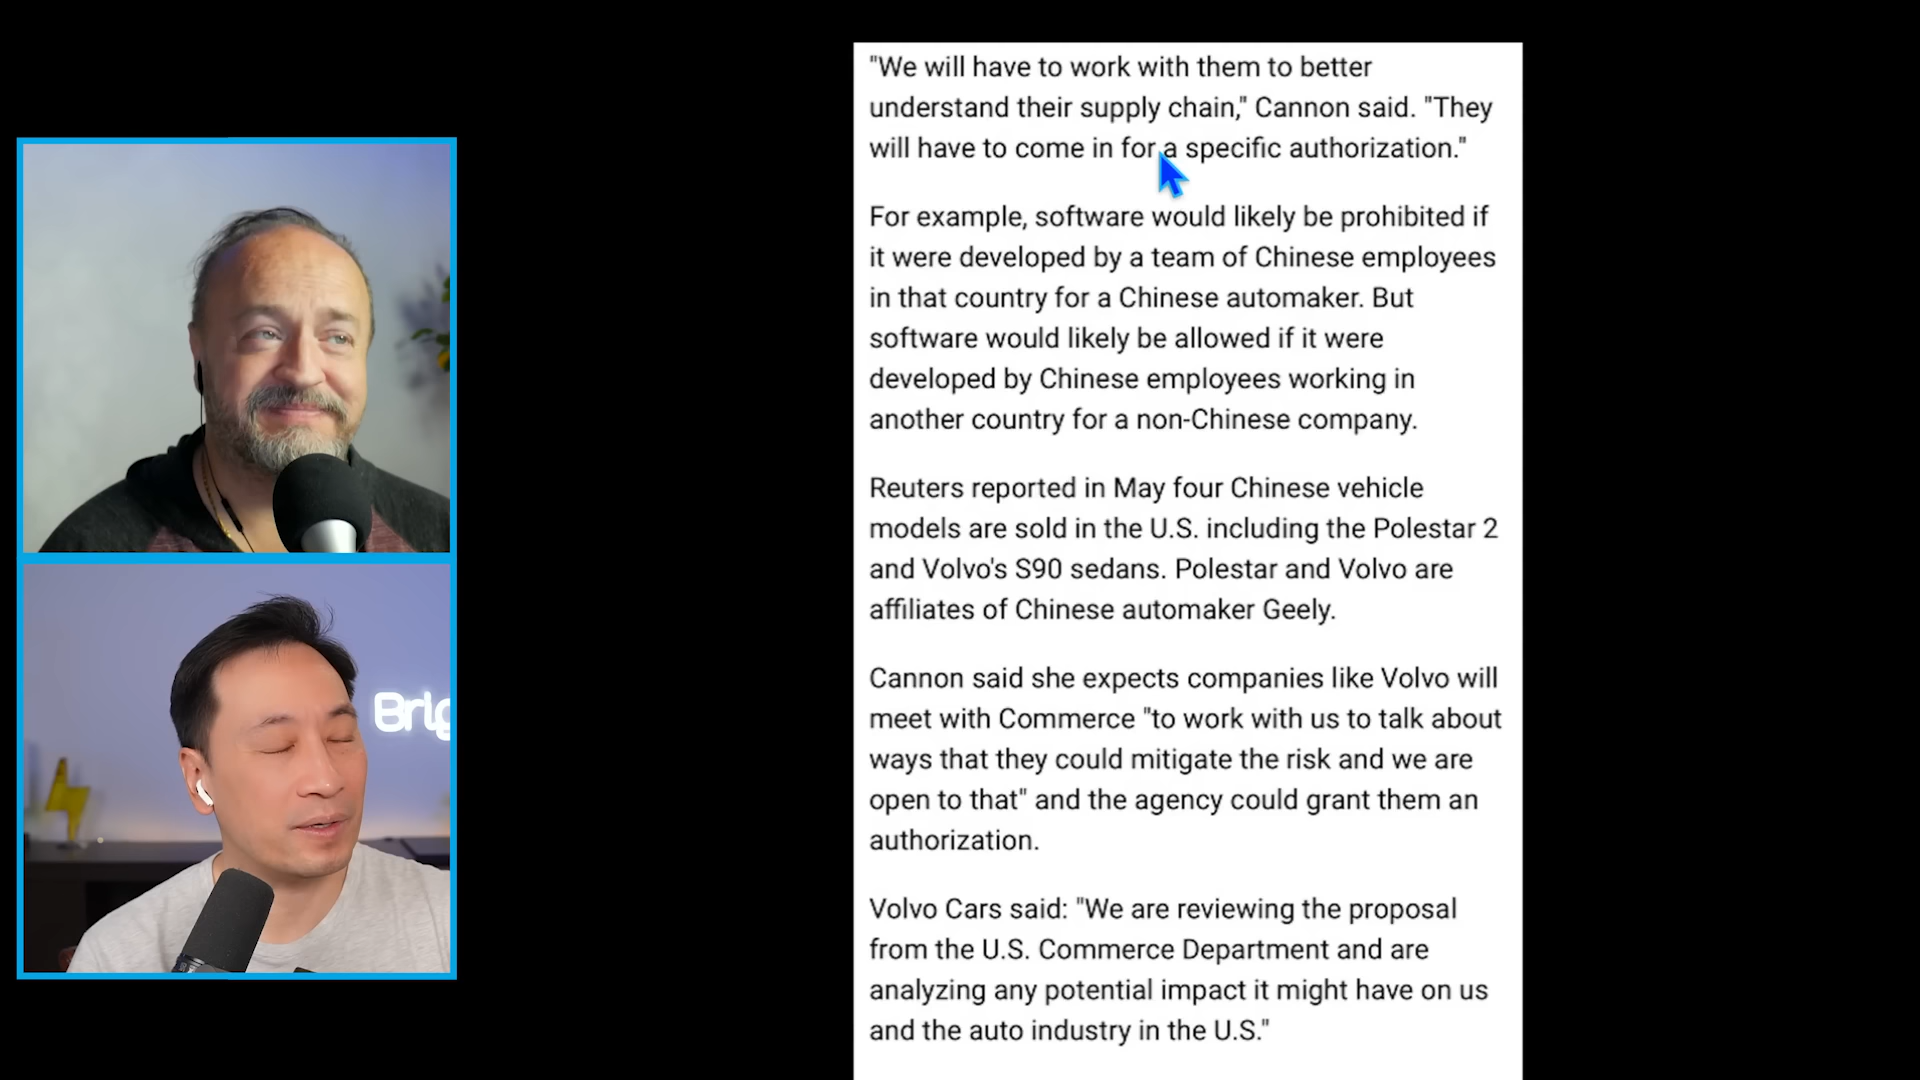 "We will have to work with them to better
understand their supply chain," Cannon said. "They
will have to come in for a specific authorization."
For example, software would likely be prohibited if
it were developed by a team of Chinese employees
in that country for a Chinese automaker. But
software would likely be allowed if it were
developed by Chinese employees working in
another country for a non-Chinese company.
Reuters reported in May four Chinese vehicle
models are sold in the U.S. including the Polestar 2
and Volvo's S90 sedans. Polestar and Volvo are
affiliates of Chinese automaker Geely.
Cannon said she expects companies like Volvo will
meet with Commerce "to work with us to talk about
ways that they could mitigate the risk and we are
open to that" and the agency could grant them an
authorization.
Volvo Cars said: "We are reviewing the proposal
from the U.S. Commerce Department and are
analyzing any potential impact it might have on us
and the auto industry in the U.S."
Brig